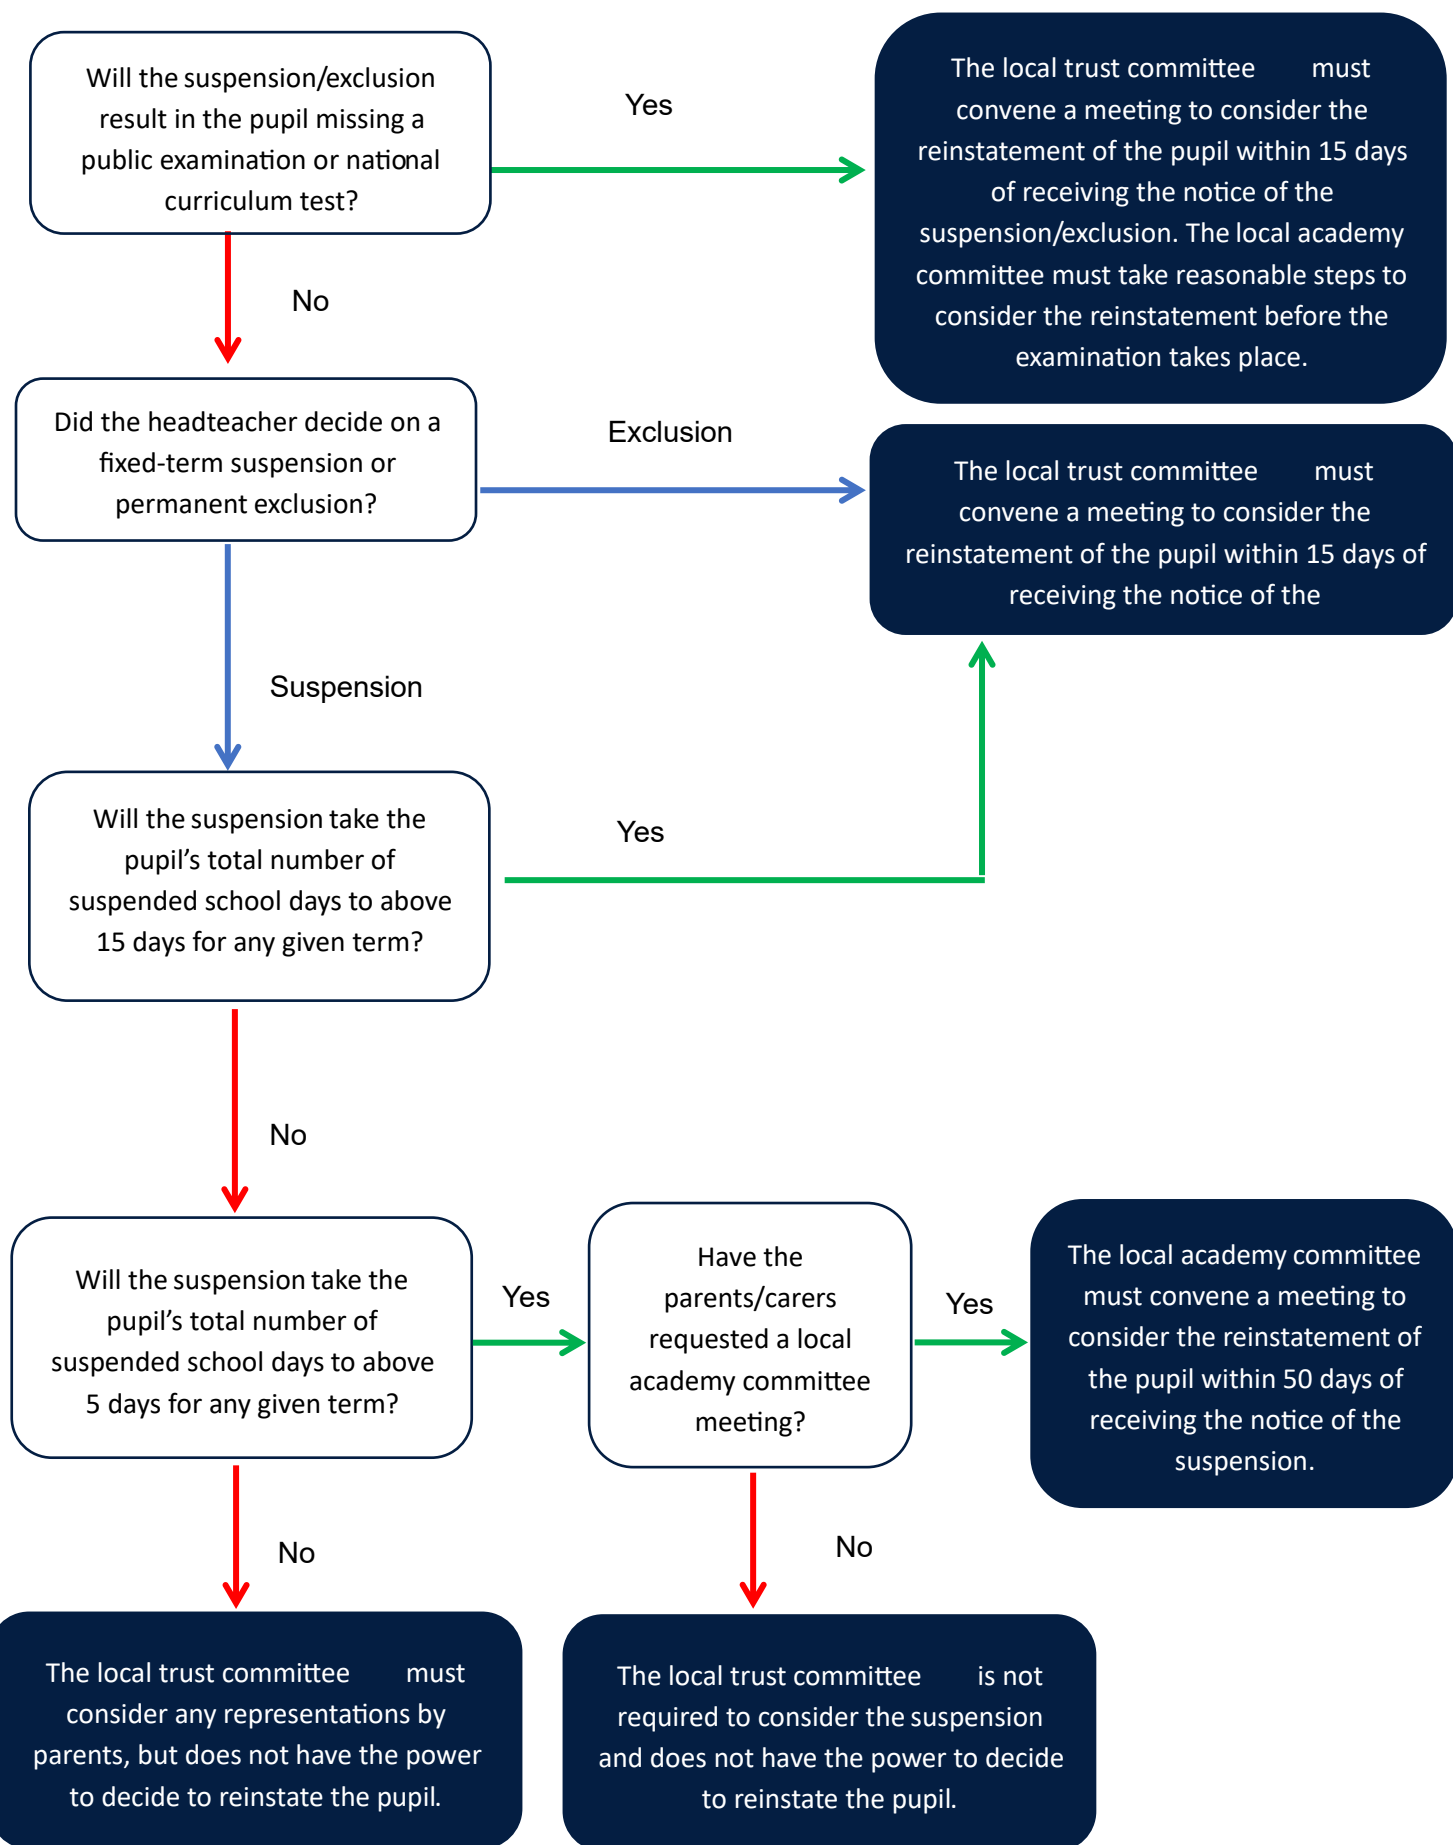 Will the suspension/exclusion
result in the pupil missing a
public examination or national
curriculum test?
Yes
The local trust committee must
convene a meeting to consider the
reinstatement of the pupil within 15 days
of receiving the notice of the
suspension/exclusion. The local academy
committee must take reasonable steps to
consider the reinstatement before the
examination takes place.
No
Did the headteacher decide on a
fixed-term suspension or
permanent exclusion?
Exclusion
The local trust committee must
convene a meeting to consider the
reinstatement of the pupil within 15 days of
receiving the notice of the
Suspension
Will the suspension take the
pupil’s total number of
suspended school days to above
15 days for any given term?
Yes
No
Will the suspension take the
pupil’s total number of
suspended school days to above
5 days for any given term?
Yes
Have the
parents/carers
requested a local
academy committee
meeting?
Yes
The local academy committee
must convene a meeting to
consider the reinstatement of
the pupil within 50 days of
receiving the notice of the
suspension.
No
No
The local trust committee must
consider any representations by
parents, but does not have the power
to decide to reinstate the pupil.
The local trust committee is not
required to consider the suspension
and does not have the power to decide
to reinstate the pupil.